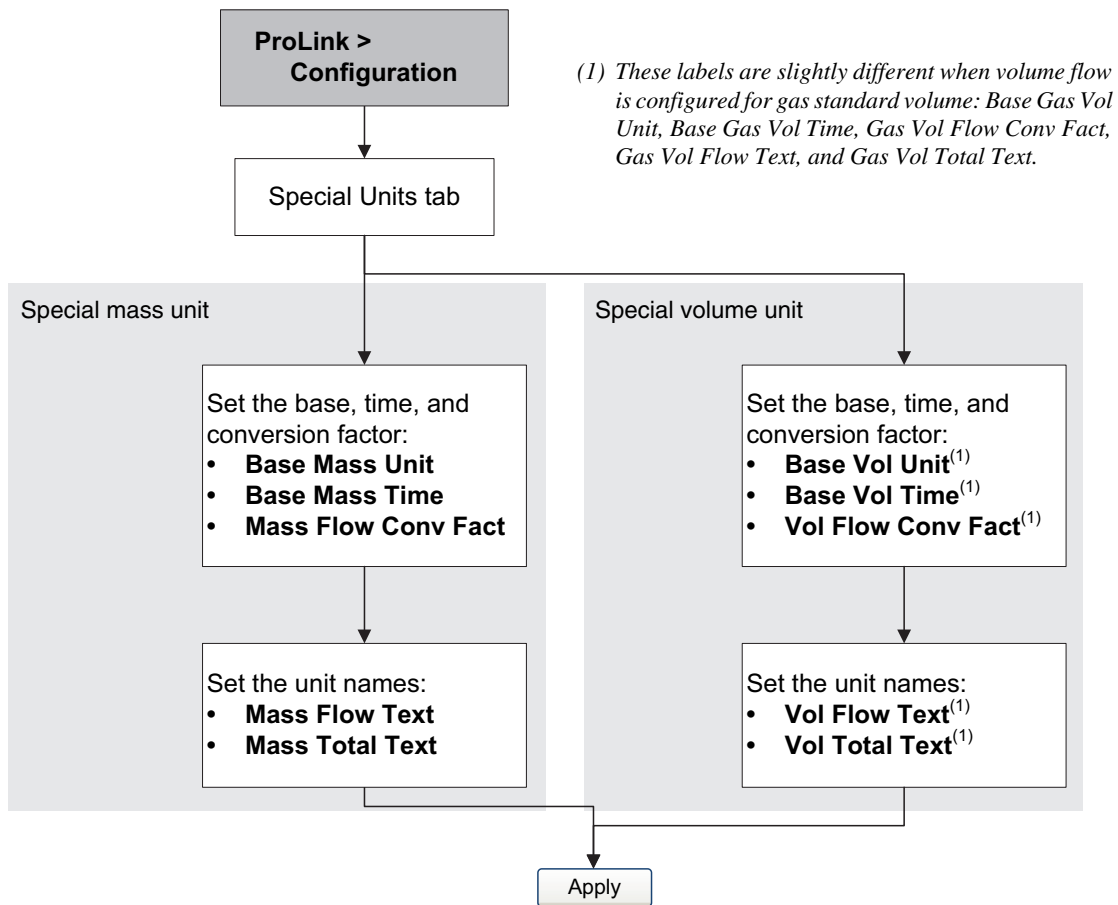 ProLink >
Configuration
(1) These labels are slightly different when volume flow
is configured for gas standard volume: Base Gas Vol
Unit, Base Gas Vol Time, Gas Vol Flow Conv Fact,
Gas Vol Flow Text, and Gas Vol Total Text.
Special Units tab
Special mass unit
Set the base, time, and
conversion factor:
• Base Mass Unit
• Base Mass Time
• Mass Flow Conv Fact
Set the unit names:
• Mass Flow Text
• Mass Total Text
Special volume unit
Set the base, time, and
conversion factor:
• Base Vol Unit(1)
• Base Vol Time(1)
• Vol Flow Conv Fact(1)
Set the unit names:
• Vol Flow Text(1)
• Vol Total Text(1)
Apply